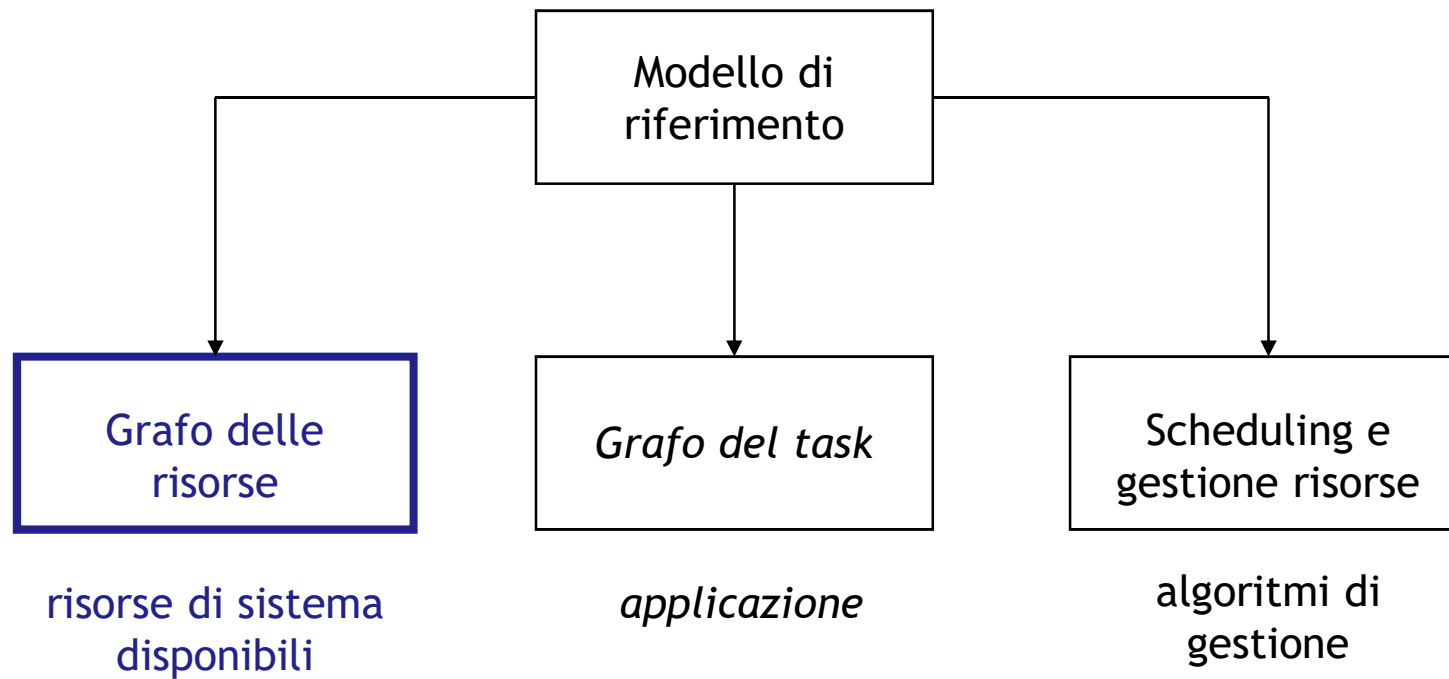 Modello di
riferimento
Grafo delle
risorse
Grafo del task
Scheduling e
gestione risorse
risorse di sistema
disponibili
applicazione
algoritmi di
gestione